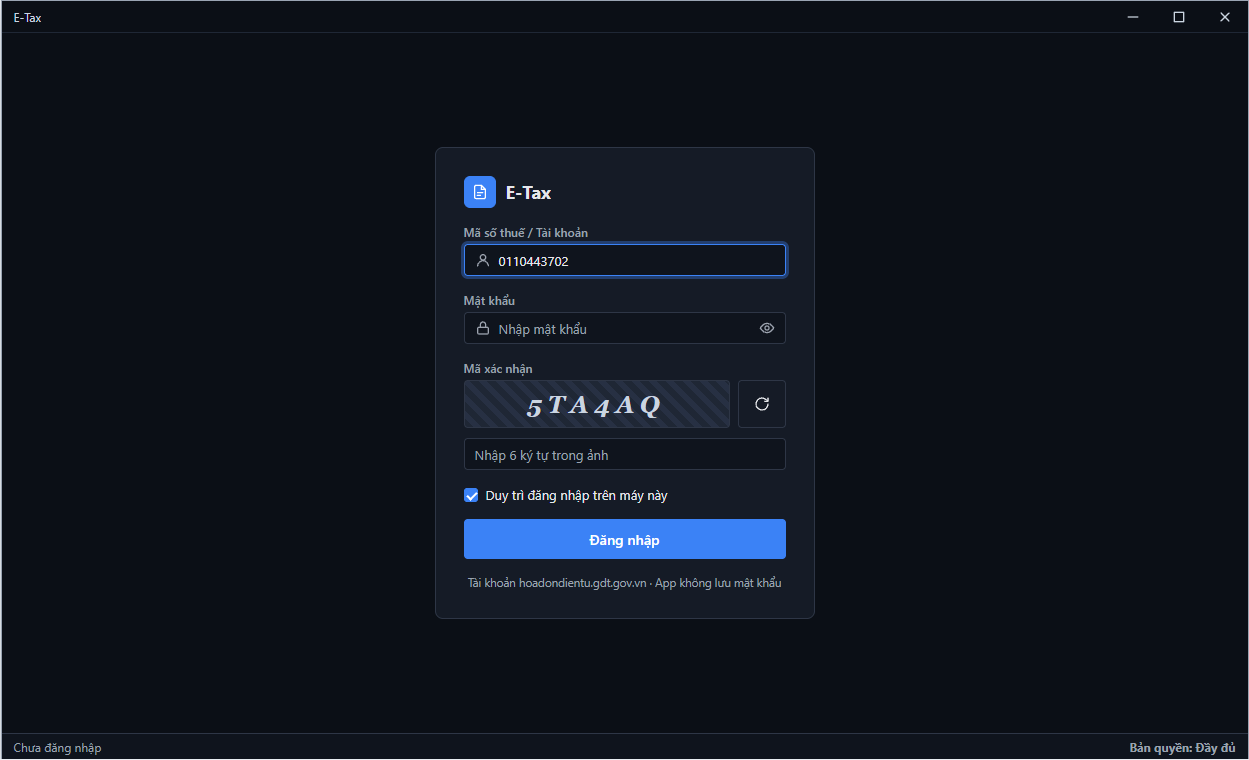 E-Tax
E-Tax
Mã số thuế / Tài khoản
0110443702
Mật khẩu
Nhập mật khẩu
Mã xác nhận
5TA4AQ
Nhập 6 ký tự trong ảnh
Duy trì đăng nhập trên máy này
Đăng nhập
Tài khoản hoadondientu.gdt.gov.vn · App không lưu mật khẩu
Chưa đăng nhập
Bản quyền: Đầy đủ